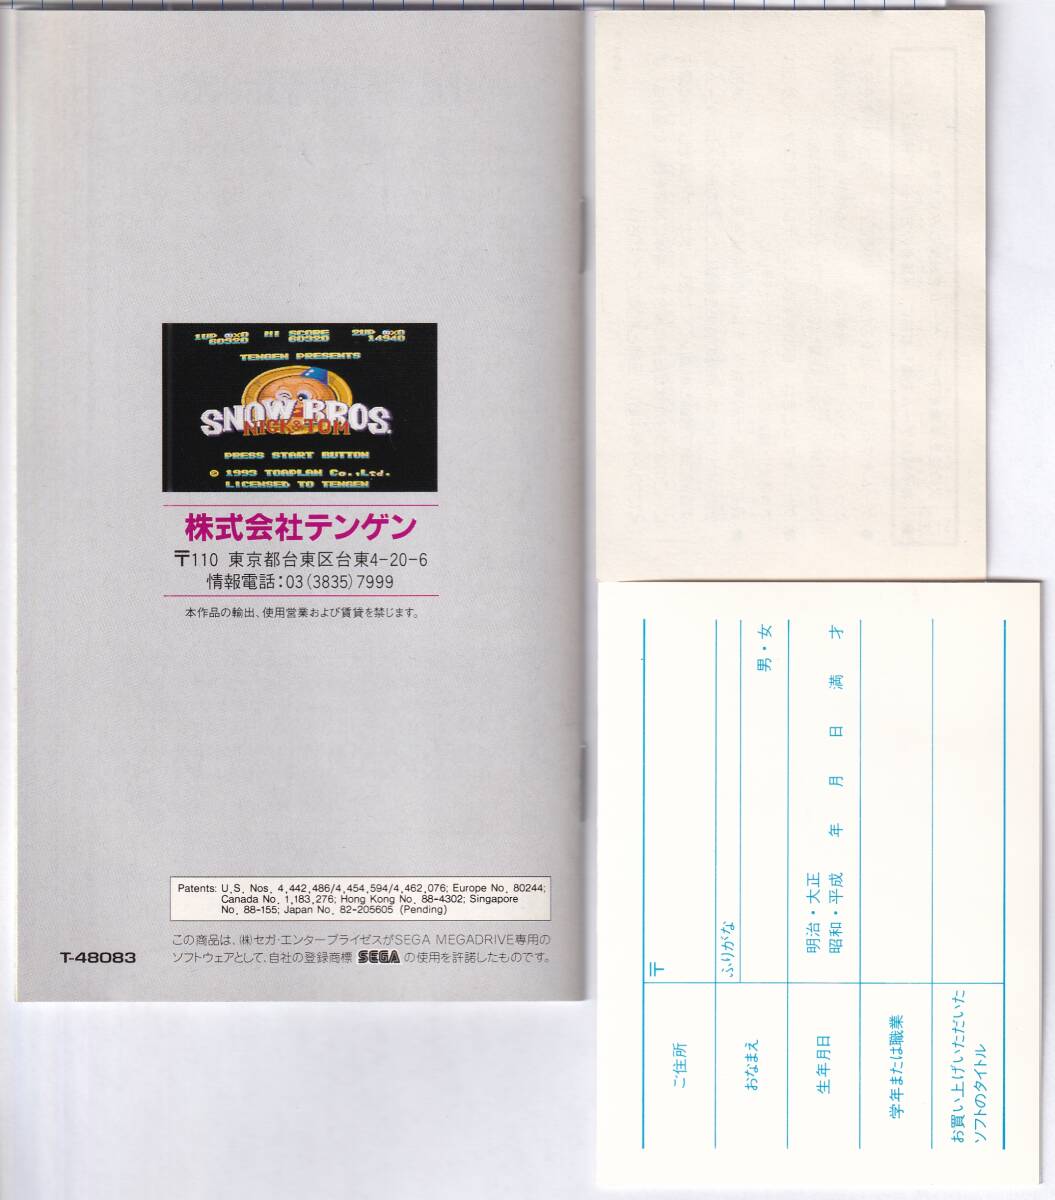 1UP ∞×0 HI SCORE 2UP ∞×0
60320 60320 14940
TENGEN PRESENTS
SNOW BROS.
NICK & TOM
PRESS START BUTTON
© 1993 TOAPLAN Co.,Ltd.
LICENSED TO TENGEN
株式会社テンゲン
〒110 東京都台東区台東4-20-6
情報電話:03(3835)7999
本作品の輸出、使用営業および賃貸を禁じます。
Patents: U.S. Nos. 4,442,486/4,454,594/4,462,076; Europe No. 80244;
Canada No. 1,183,276; Hong Kong No. 88-4302; Singapore
No. 88-155; Japan No. 82-205605 (Pending)
この商品は、㈱セガ・エンタープライゼスがSEGA MEGADRIVE専用の
ソフトウェアとして、自社の登録商標 SEGA の使用を許諾したものです。
T-48083
ご住所
〒
おなまえ
ふりがな
男・女
生年月日
明治・大正
昭和・平成 年 月 日 満 才
学年または職業
お買い上げいただいた
ソフトのタイトル